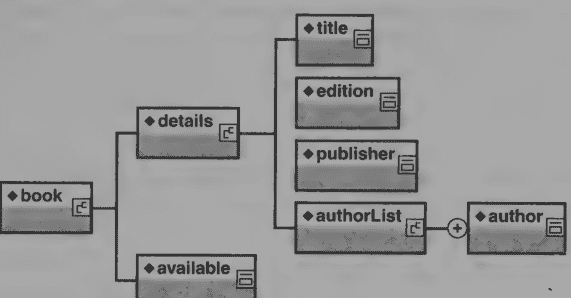 title
edition
details
publisher
book
authorList
+
author
available